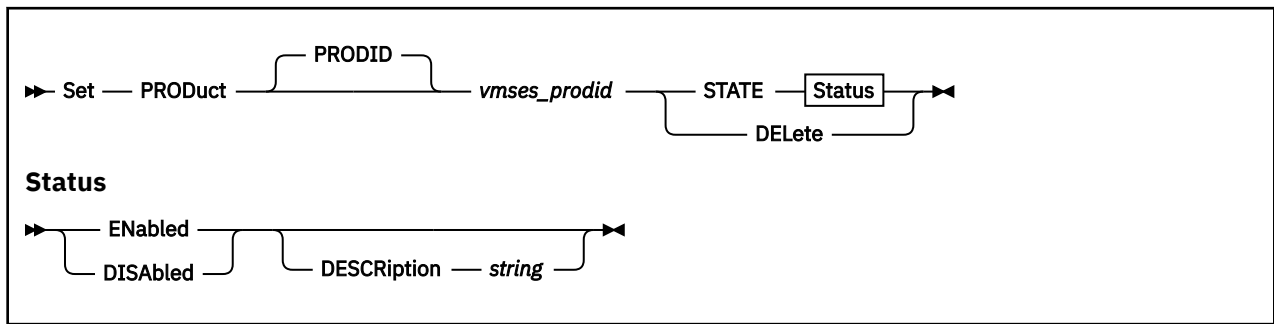 PRODID
Set PRODuct vmses_prodid STATE Status
DELete
Status
ENabled
DISAbled DESCRiption string